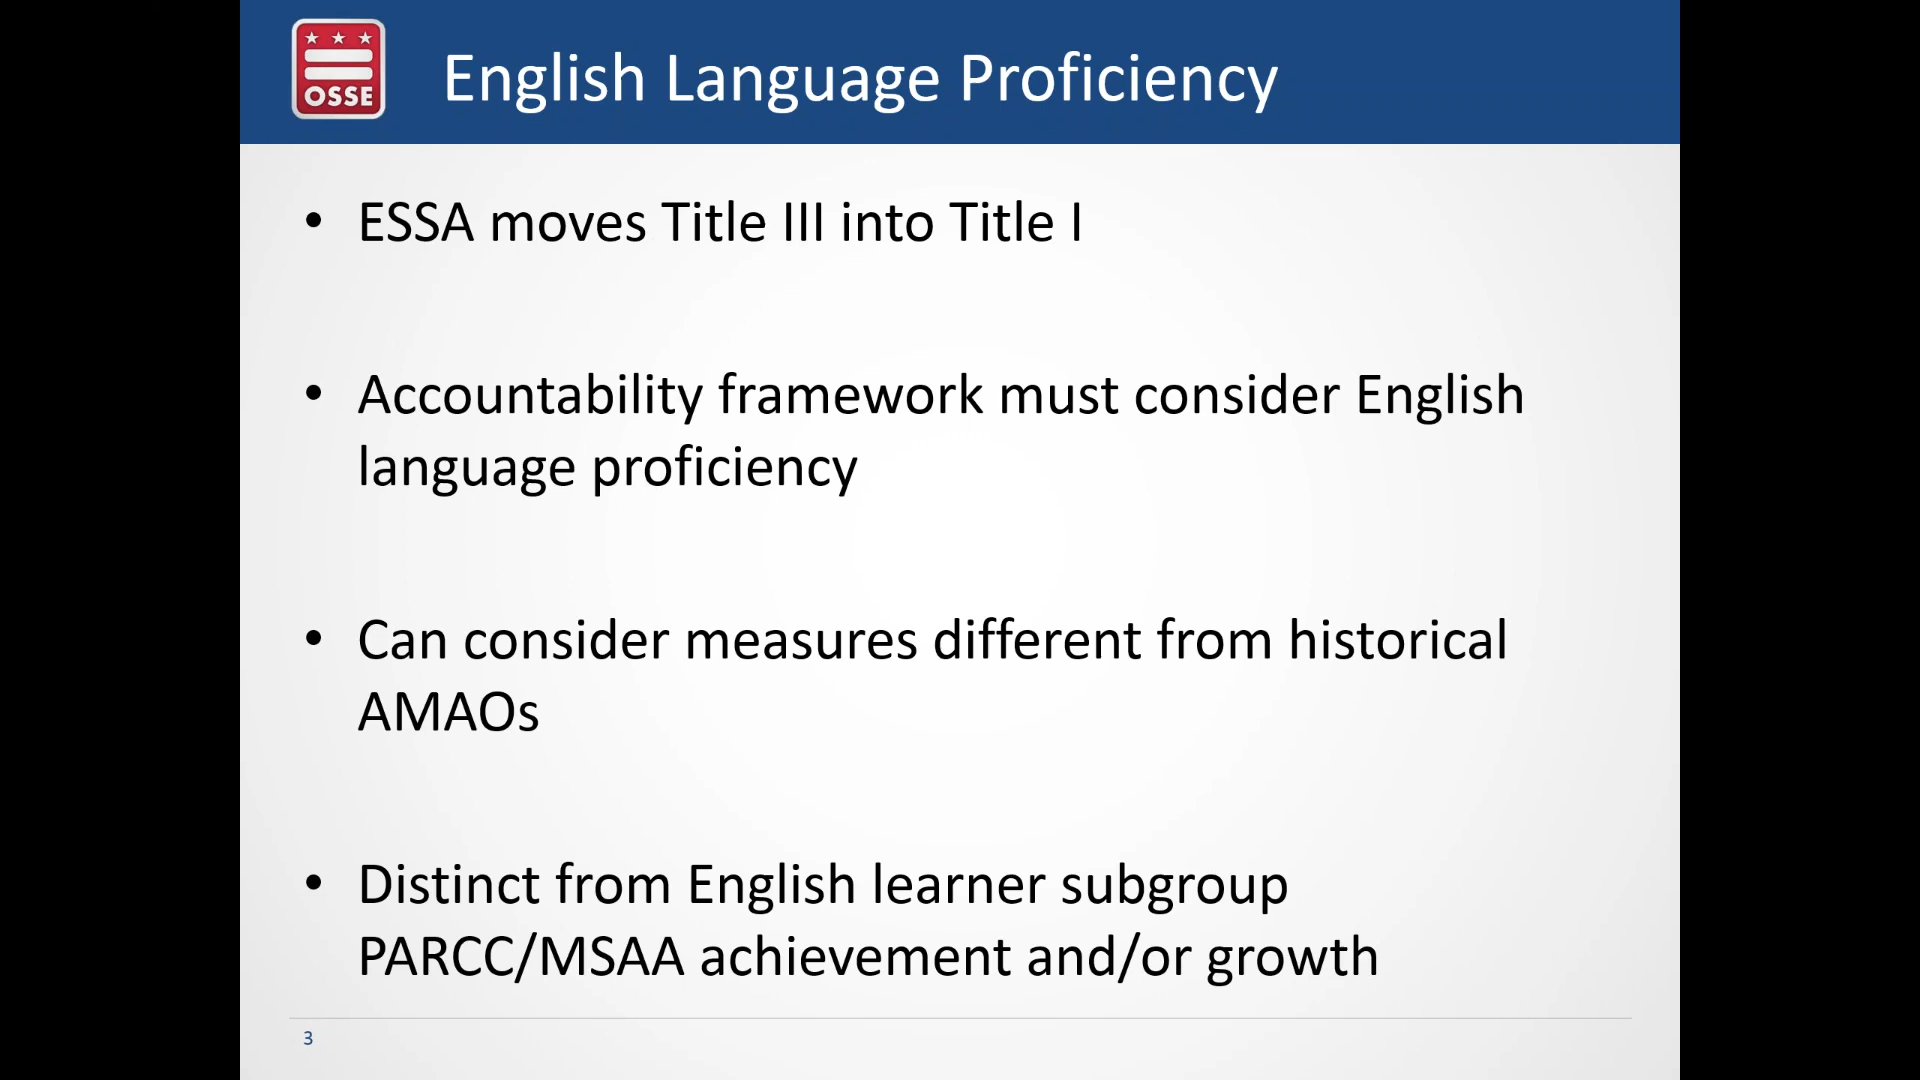 OSSE
English Language Proficiency
• ESSA moves Title III into Title I
• Accountability framework must consider English
language proficiency
• Can consider measures different from historical
AMAOs
• Distinct from English learner subgroup
PARCC/MSAA achievement and/or growth
3